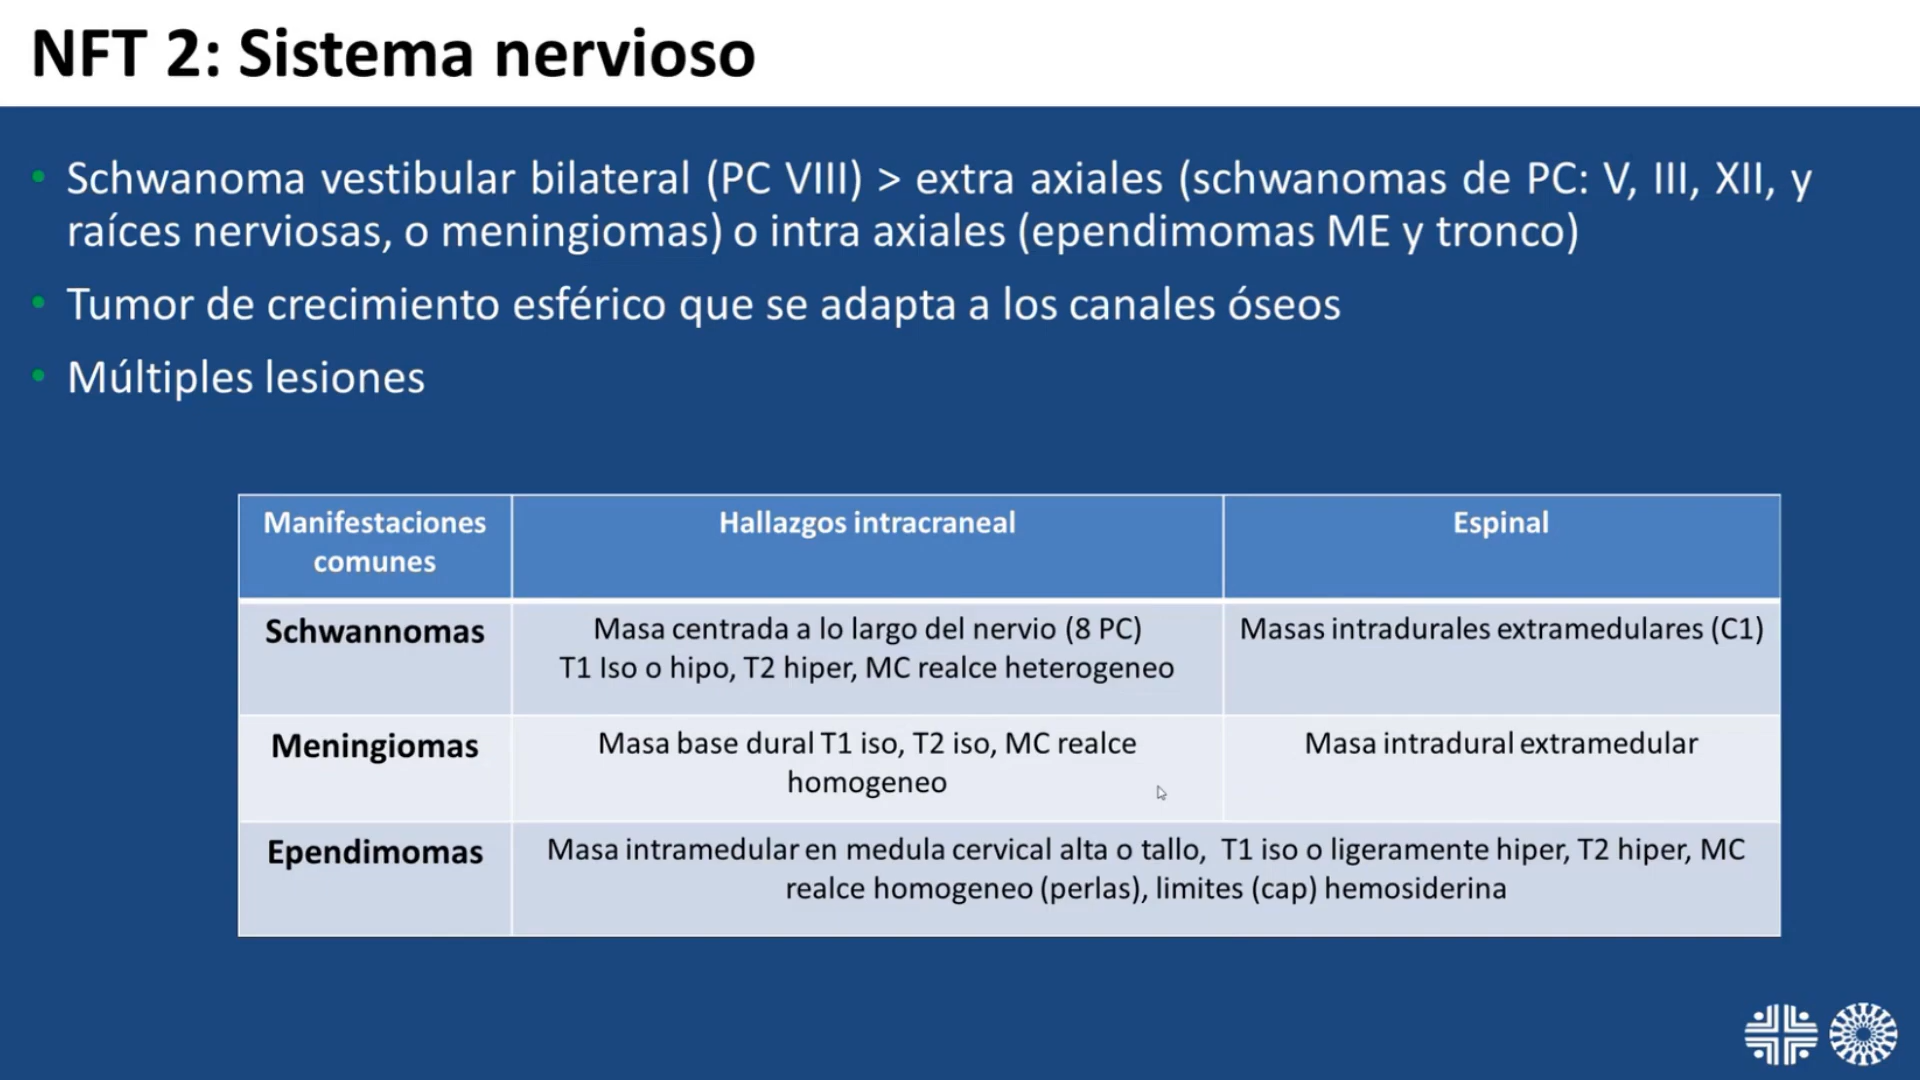 NFT 2: Sistema nervioso
• Schwanoma vestibular bilateral (PC VIII) > extra axiales (schwanomas de PC: V, III, XII, y
raíces nerviosas, o meningiomas) o intra axiales (ependimomas ME y tronco)
• Tumor de crecimiento esférico que se adapta a los canales óseos
• Múltiples lesiones
Manifestaciones
comunes
Hallazgos intracraneal
Espinal
Schwannomas
Masa centrada a lo largo del nervio (8 PC)
T1 Iso o hipo, T2 hiper, MC realce heterogeneo
Masas intradurales extramedulares (C1)
Meningiomas
Masa base dural T1 iso, T2 iso, MC realce
homogeneo
Masa intradural extramedular
Ependimomas
Masa intramedular en medula cervical alta o tallo, T1 iso o ligeramente hiper, T2 hiper, MC
realce homogeneo (perlas), limites (cap) hemosiderina